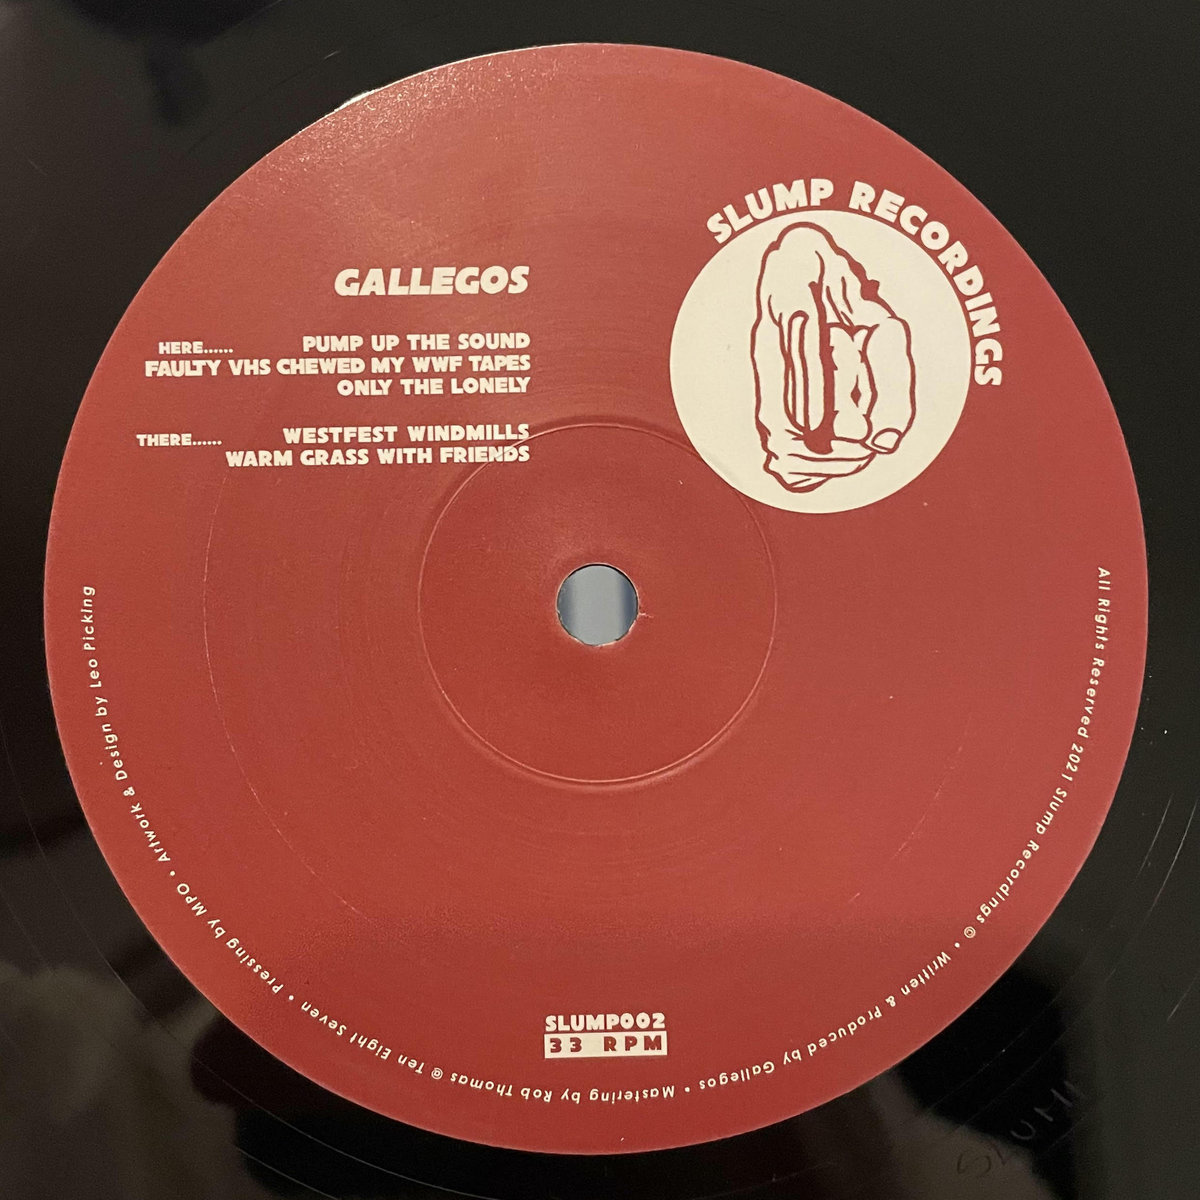 SLUMP RECORDINGS
GALLEGOS
HERE...... PUMP UP THE SOUND
FAULTY VHS CHEWED MY WWF TAPES
ONLY THE LONELY
THERE...... WESTFEST WINDMILLS
WARM GRASS WITH FRIENDS
SLUMP002
33 RPM
All Rights Reserved 2021 Slump Recordings © • Written & Produced by Gallegos • Mastering by Rob Thomas @ Ten Eight Seven • Pressing by MPO • Artwork & Design by Leo Picking